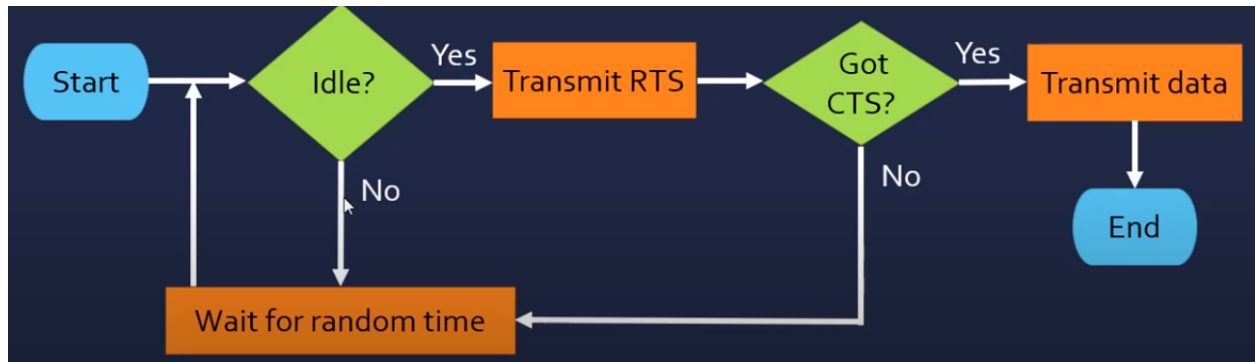 Start
Idle?
Yes
Transmit RTS
Got
CTS?
Yes
Transmit data
No
No
End
Wait for random time